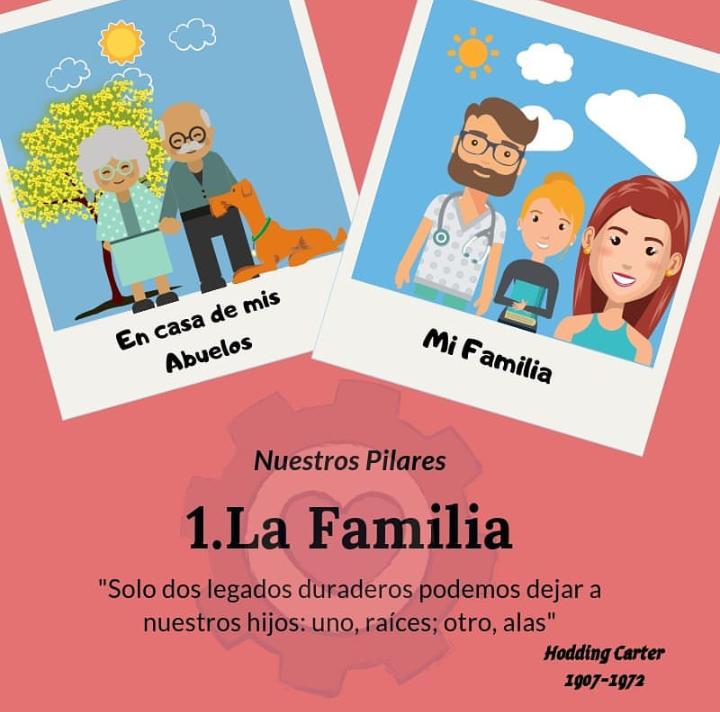 En casa de mis
Abuelos
Mi Familia
Nuestros Pilares
1.La Familia
"Solo dos legados duraderos podemos dejar a
nuestros hijos: uno, raíces; otro, alas"
Hodding Carter
1907-1972